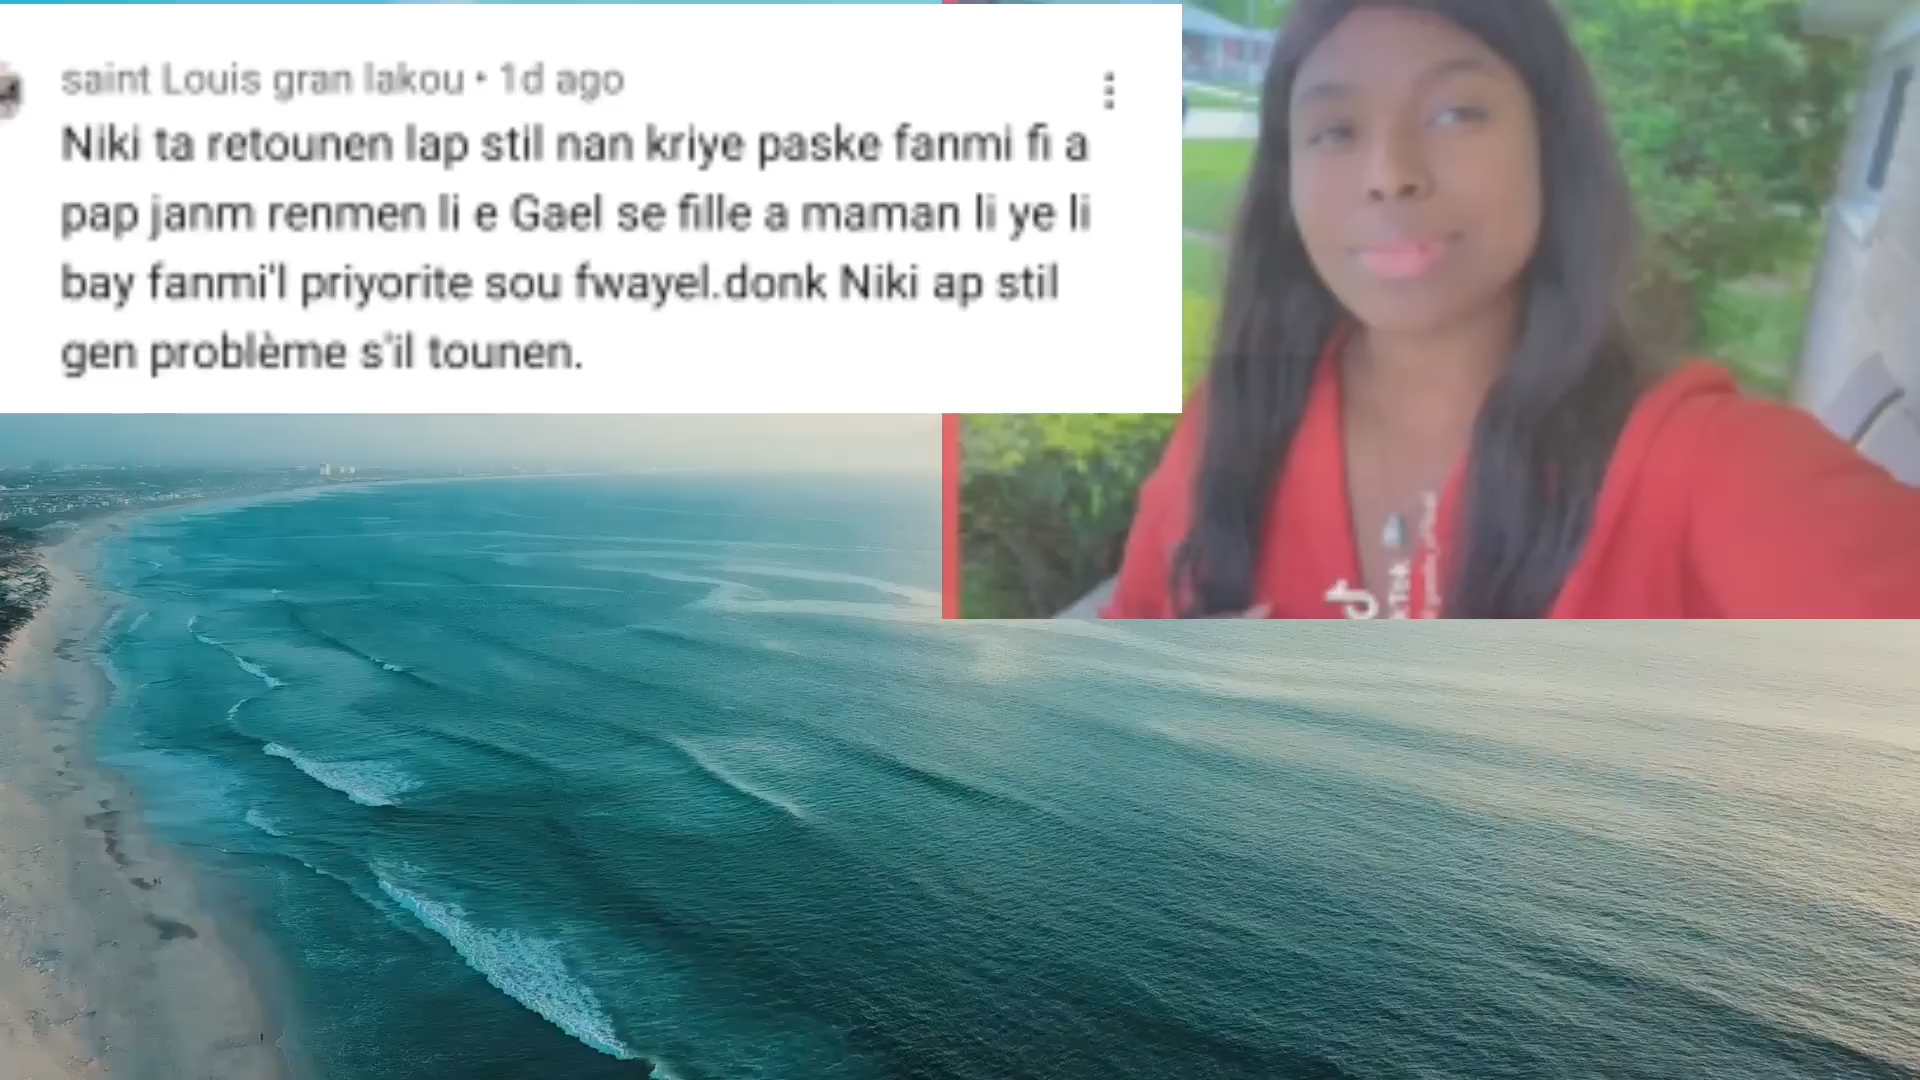 saint Louis gran lakou • 1d ago
Niki ta retounen lap stil nan kriye paske fanmi fi a
pap janm renmen li e Gael se fille a maman li ye li
bay fanmi'l priyorite sou fwayel.donk Niki ap stil
gen problème s'il tounen.